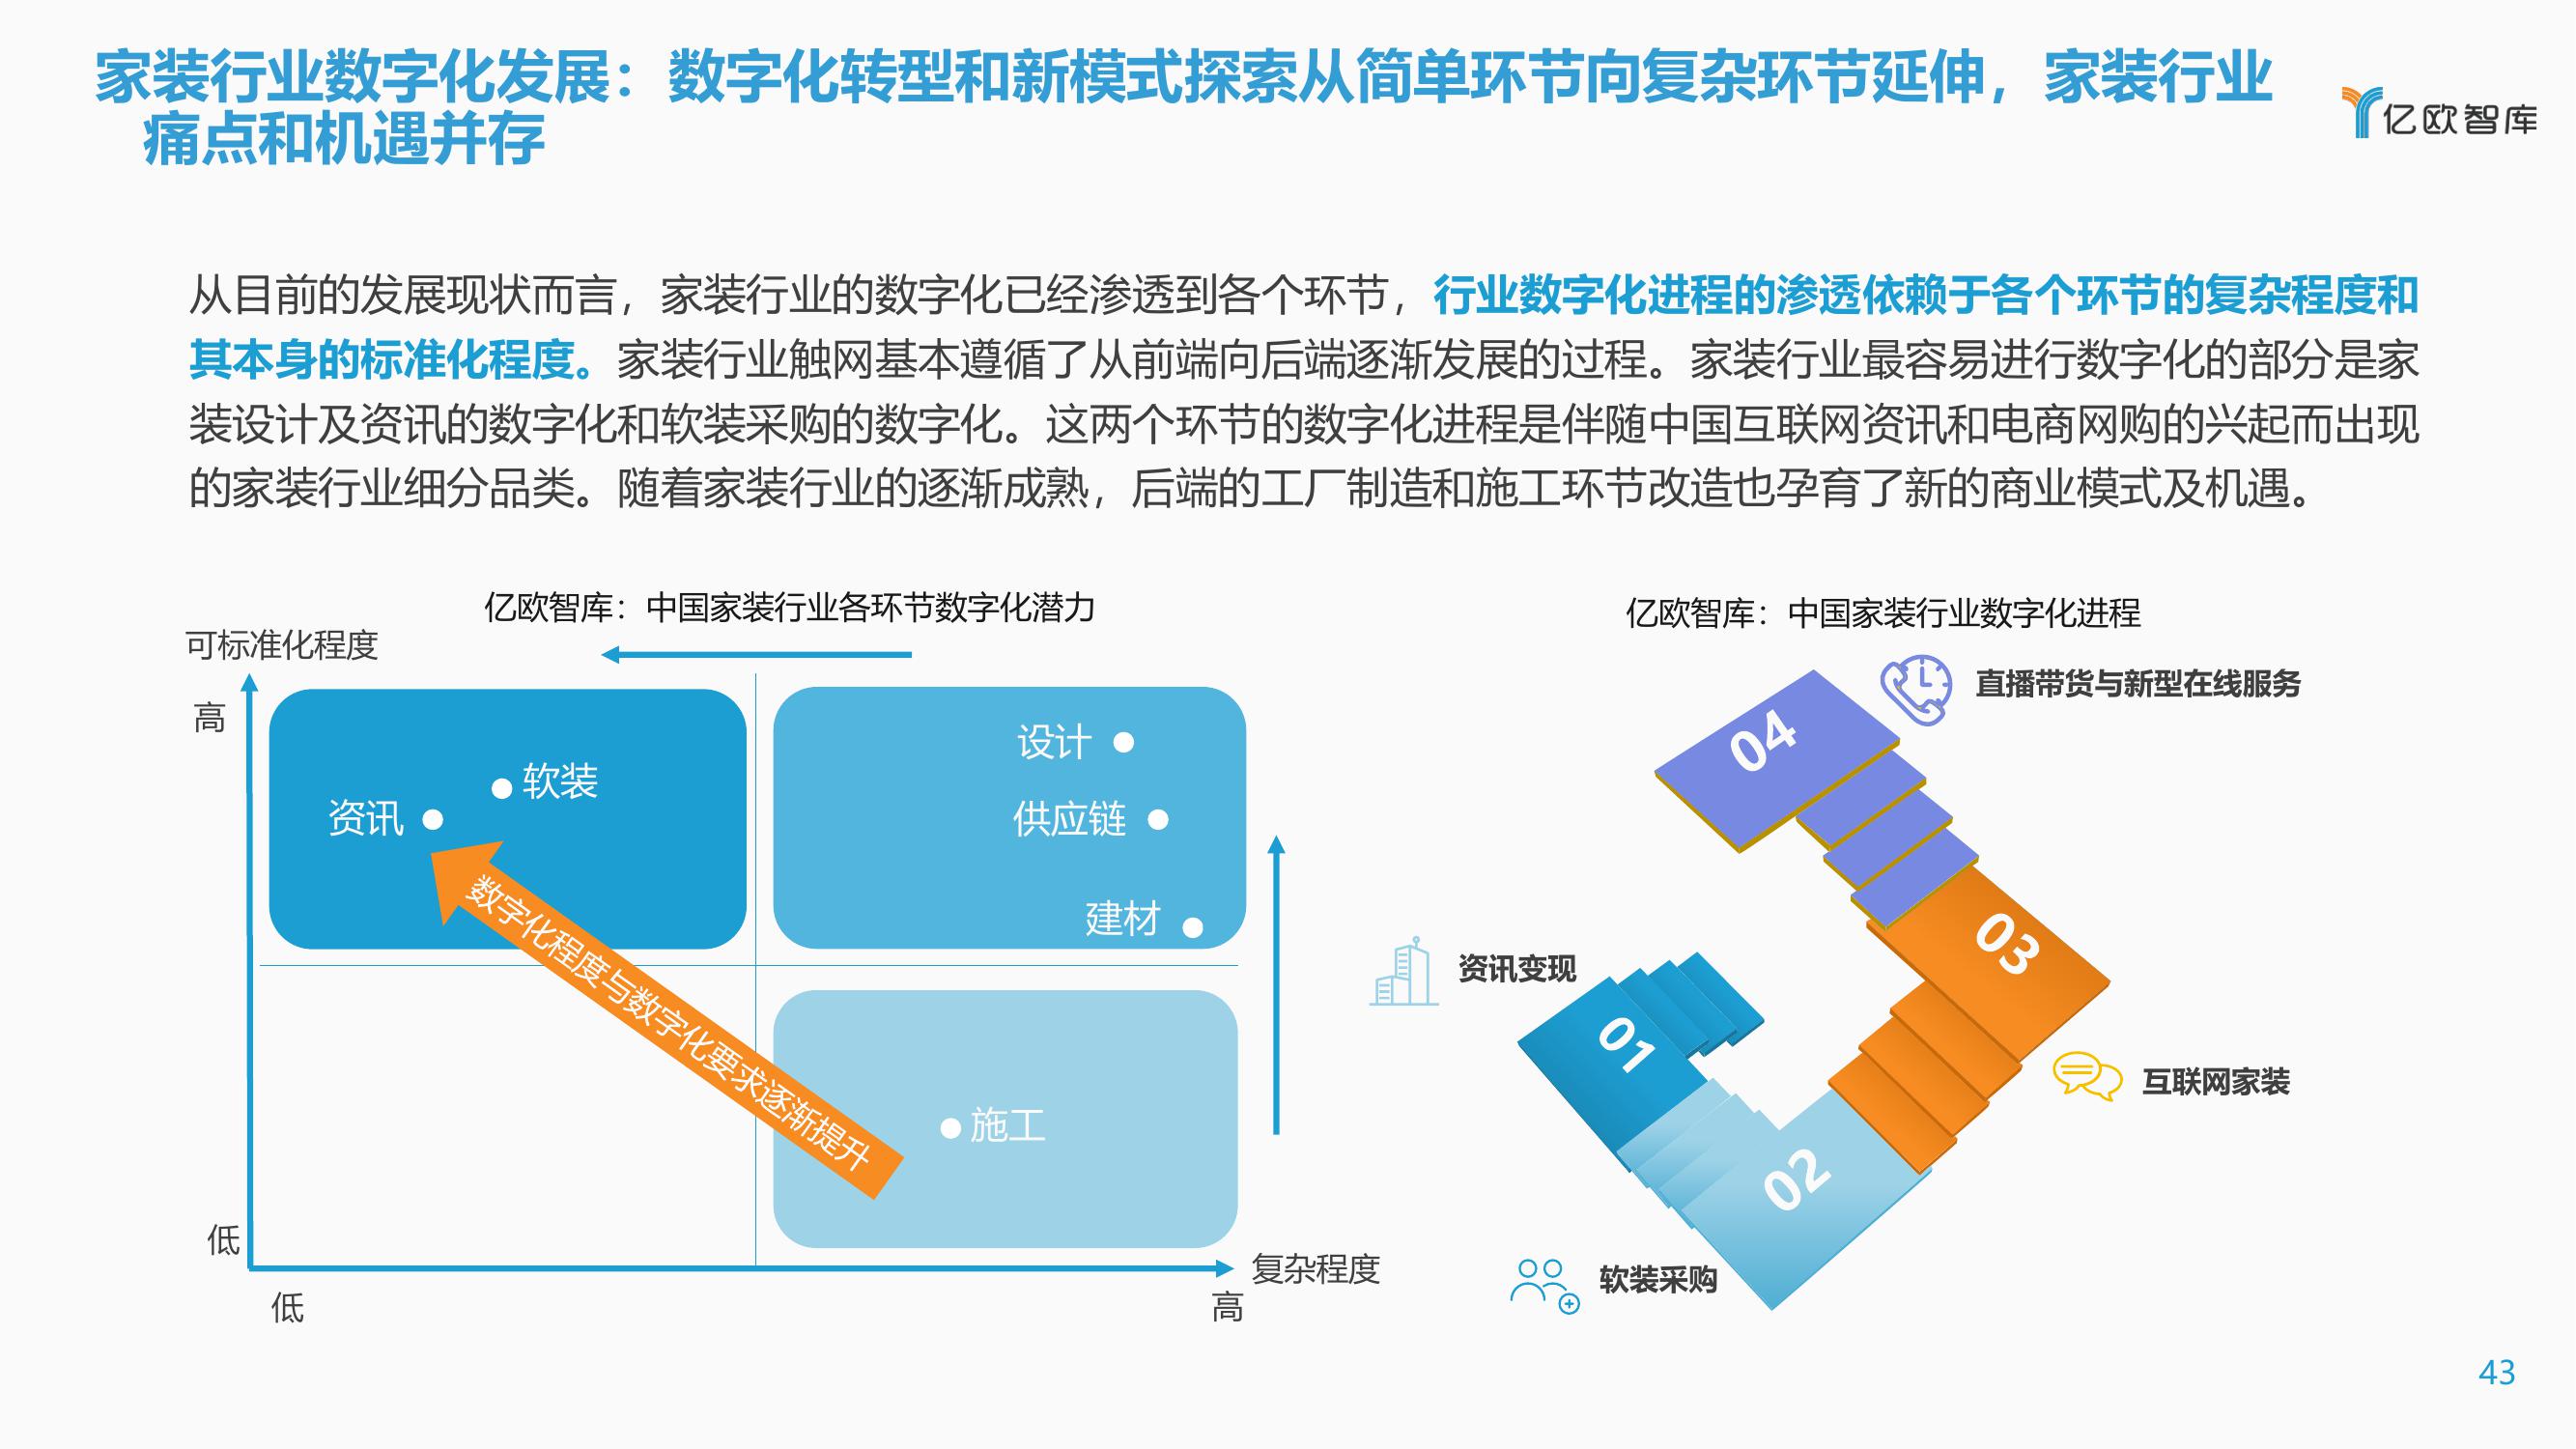 家装行业数字化发展：数字化转型和新模式探索从简单环节向复杂环节延伸，家装行业
痛点和机遇并存
亿欧智库
从目前的发展现状而言，家装行业的数字化已经渗透到各个环节，行业数字化进程的渗透依赖于各个环节的复杂程度和
其本身的标准化程度。家装行业触网基本遵循了从前端向后端逐渐发展的过程。家装行业最容易进行数字化的部分是家
装设计及资讯的数字化和软装采购的数字化。这两个环节的数字化进程是伴随中国互联网资讯和电商网购的兴起而出现
的家装行业细分品类。随着家装行业的逐渐成熟，后端的工厂制造和施工环节改造也孕育了新的商业模式及机遇。
亿欧智库：中国家装行业各环节数字化潜力
可标准化程度
高
软装
资讯
设计
供应链
建材
数字化程度与数字化要求逐渐提升
施工
低
低
高
复杂程度
亿欧智库：中国家装行业数字化进程
直播带货与新型在线服务
04
03
资讯变现
01
互联网家装
02
软装采购
43